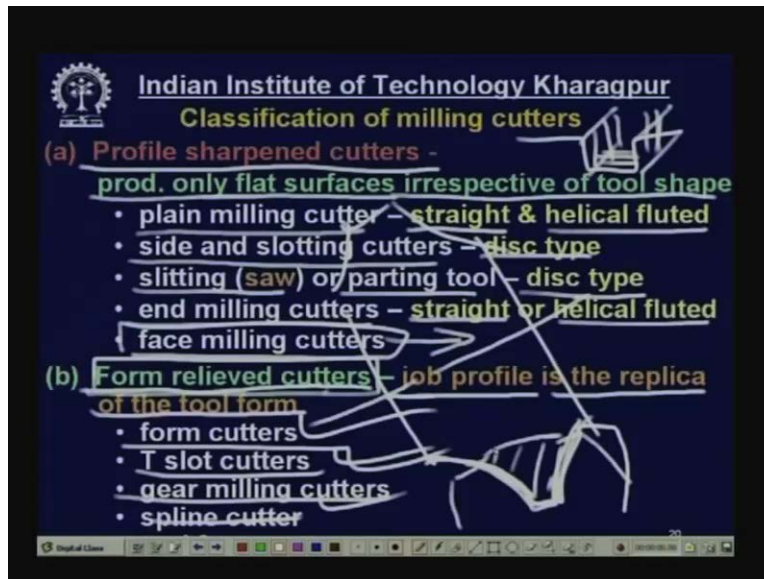 Indian Institute of Technology Kharagpur
Classification of milling cutters
(a) Profile sharpened cutters -
prod. only flat surfaces irrespective of tool shape
• plain milling cutter – straight & helical fluted
• side and slotting cutters – disc type
• slitting (saw) or parting tool – disc type
• end milling cutters – straight or helical fluted
• face milling cutters
(b) Form relieved cutters – job profile is the replica
of the tool form
• form cutters
• T slot cutters
• gear milling cutters
• spline cutter
20
Digital Class